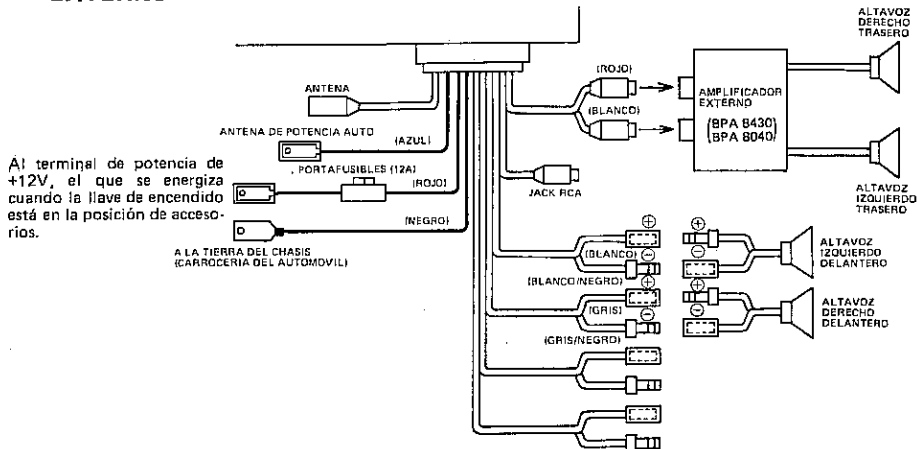 ANTENA
ANTENA DE POTENCIA AUTO
(AZUL)
PORTAFUSIBLES (12A)
(ROJO)
Al terminal de potencia de
+12V, el que se energiza
cuando la llave de encendido
está en la posición de acceso-
rios.
(NEGRO)
A LA TIERRA DEL CHASIS
(CARROCERIA DEL AUTOMOVIL)
(ROJO)
(BLANCO)
AMPLIFICADOR
EXTERNO
(BPA 8430)
(BPA 8040)
ALTAVOZ
DERECHO
TRASERO
ALTAVOZ
IZQUIERDO
TRASERO
JACK RCA
⊕
(BLANCO)
⊖
(BLANCO/NEGRO)
⊕
(GRIS)
⊖
(GRIS/NEGRO)
⊕
⊖
ALTAVOZ
IZQUIERDO
DELANTERO
⊕
⊖
ALTAVOZ
DERECHO
DELANTERO